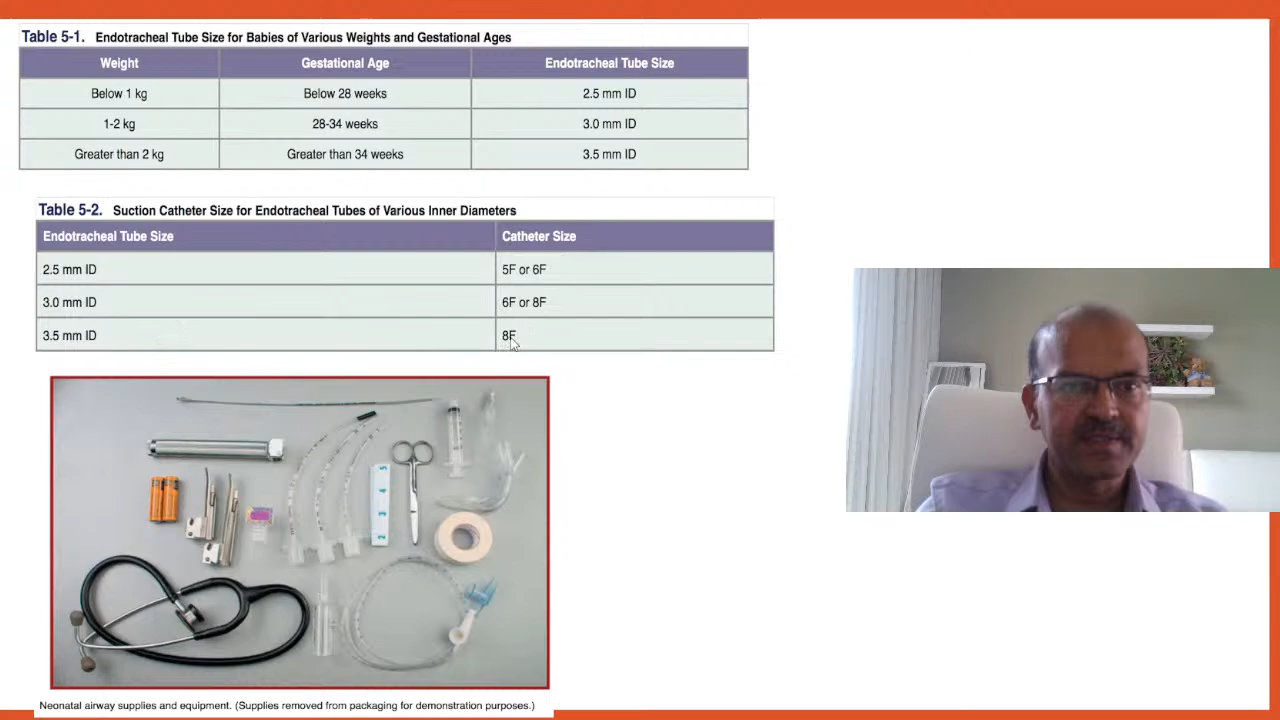 Table 5-1. Endotracheal Tube Size for Babies of Various Weights and Gestational Ages
Weight Gestational Age Endotracheal Tube Size
Below 1 kg Below 28 weeks 2.5 mm ID
1-2 kg 28-34 weeks 3.0 mm ID
Greater than 2 kg Greater than 34 weeks 3.5 mm ID
Table 5-2. Suction Catheter Size for Endotracheal Tubes of Various Inner Diameters
Endotracheal Tube Size Catheter Size
2.5 mm ID 5F or 6F
3.0 mm ID 6F or 8F
3.5 mm ID 8F
5
4
3
2
Neonatal airway supplies and equipment. (Supplies removed from packaging for demonstration purposes.)